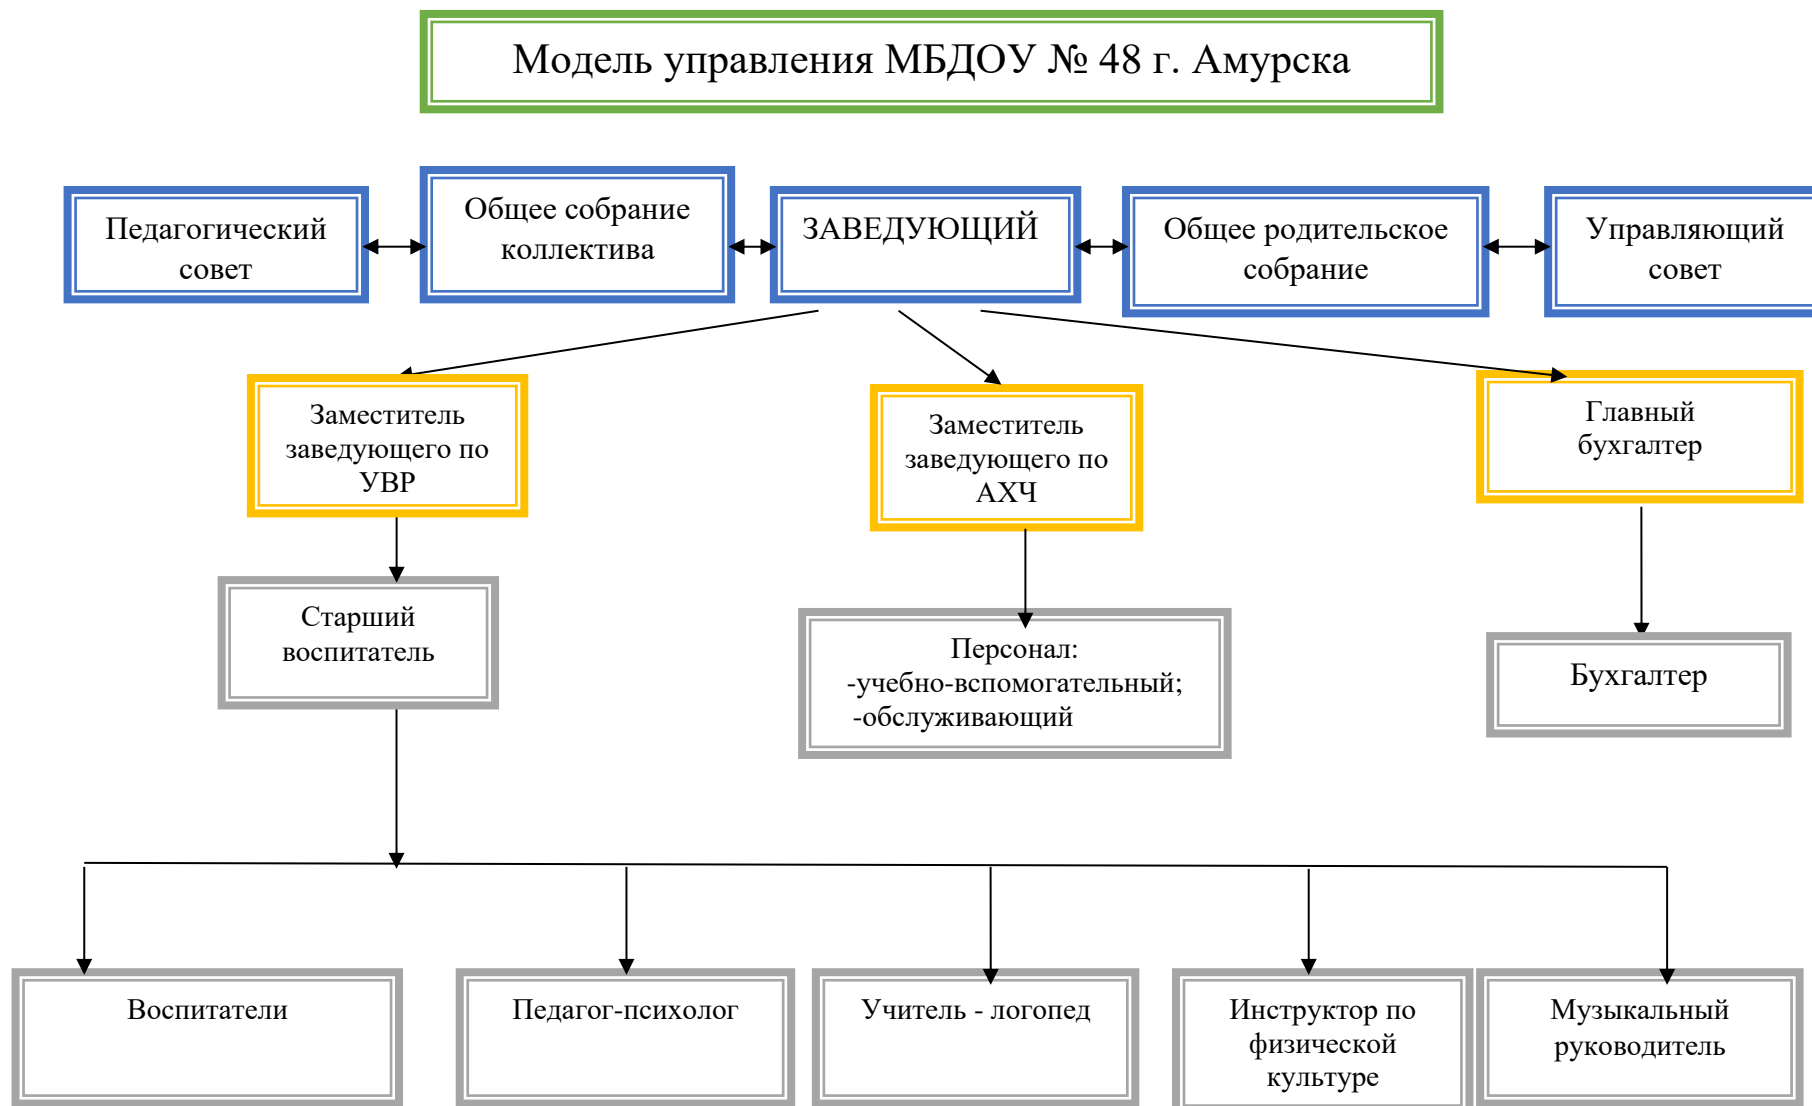 Модель управления МБДОУ № 48 г. Амурска
Педагогический
совет
Общее собрание
коллектива
ЗАВЕДУЮЩИЙ
Общее родительское
собрание
Управляющий
совет
Заместитель
заведующего по
УВР
Заместитель
заведующего по
АХЧ
Главный
бухгалтер
Старший
воспитатель
Персонал:
-учебно-вспомогательный;
-обслуживающий
Бухгалтер
Воспитатели
Педагог-психолог
Учитель - логопед
Инструктор по
физической
культуре
Музыкальный
руководитель